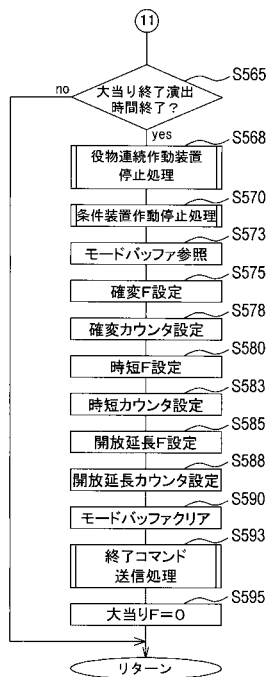 11
S565
no
大当り終了演出
時間終了？
yes
S568
役物連続作動装置
停止処理
S570
条件装置作動停止処理
S573
モードバッファ参照
S575
確変F設定
S578
確変カウンタ設定
S580
時短F設定
S583
時短カウンタ設定
S585
開放延長F設定
S588
開放延長カウンタ設定
S590
モードバッファクリア
S593
終了コマンド
送信処理
S595
大当りF=0
リターン